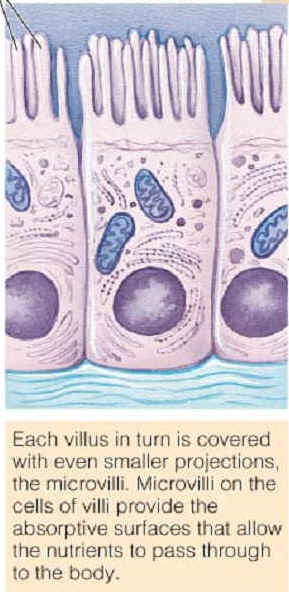 Each villus in turn is covered
with even smaller projections,
the microvilli. Microvilli on the
cells of villi provide the
absorptive surfaces that allow
the nutrients to pass through
to the body.